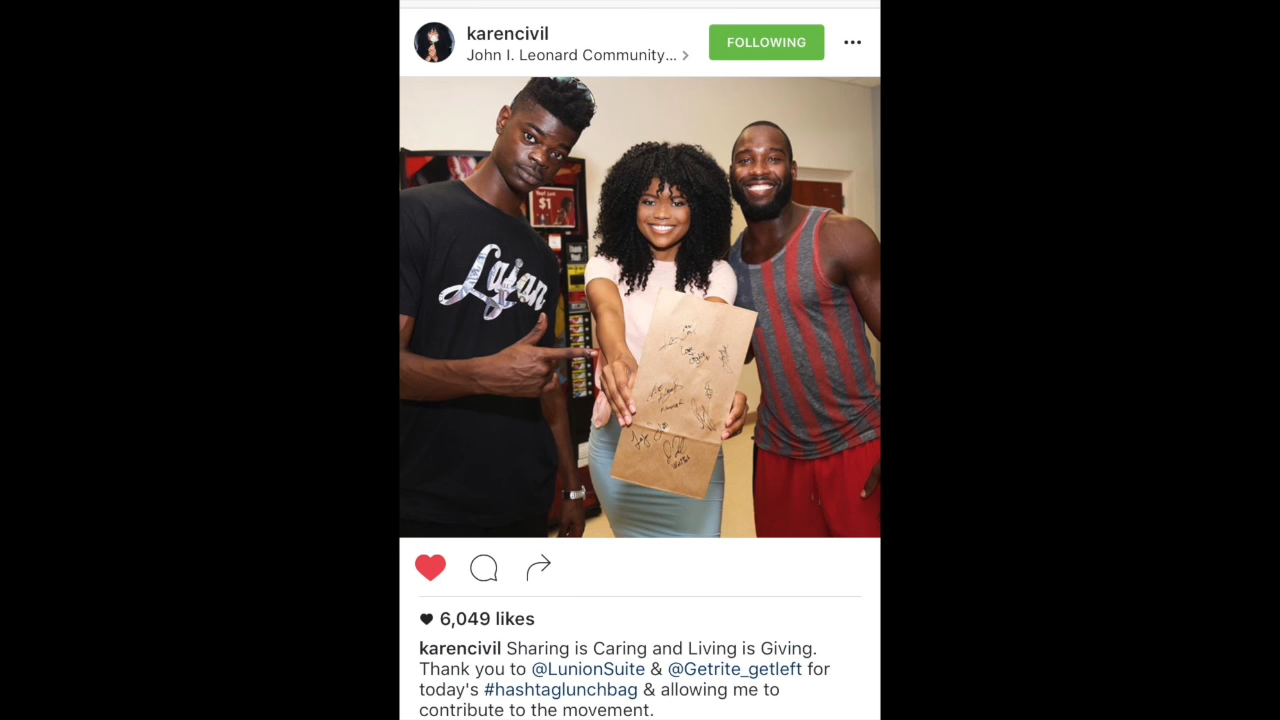 karencivil
John I. Leonard Community... >
FOLLOWING
$1
6,049 likes
karencivil Sharing is Caring and Living is Giving.
Thank you to @LunionSuite & @Getrite_getleft for
today's #hashtaglunchbag & allowing me to
contribute to the movement.